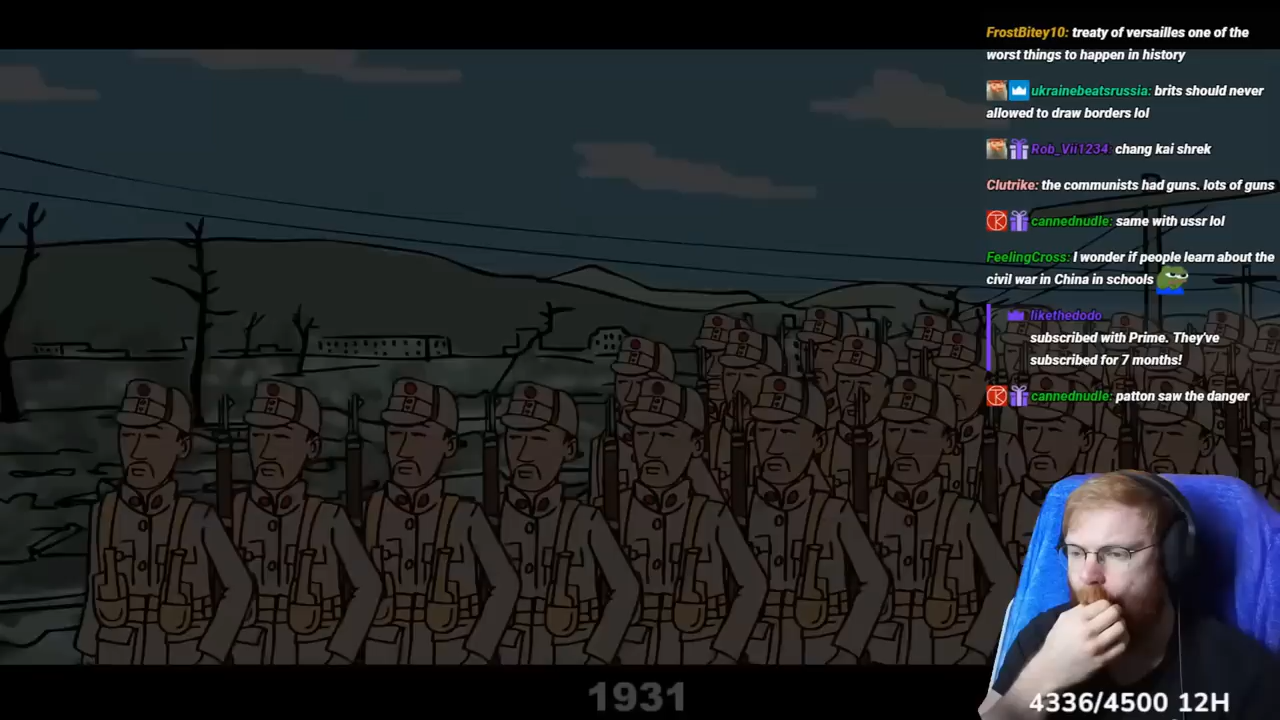 FrostBitey10: treaty of versailles one of the
worst things to happen in history
ukrainebeatsrussia: brits should never
allowed to draw borders lol
Rob_Vii1234: chang kai shrek
Clutrike: the communists had guns. lots of guns
cannednudle: same with ussr lol
FeelingCross: I wonder if people learn about the
civil war in China in schools
likethedodo
subscribed with Prime. They've
subscribed for 7 months!
cannednudle: patton saw the danger
1931
4336/4500 12H